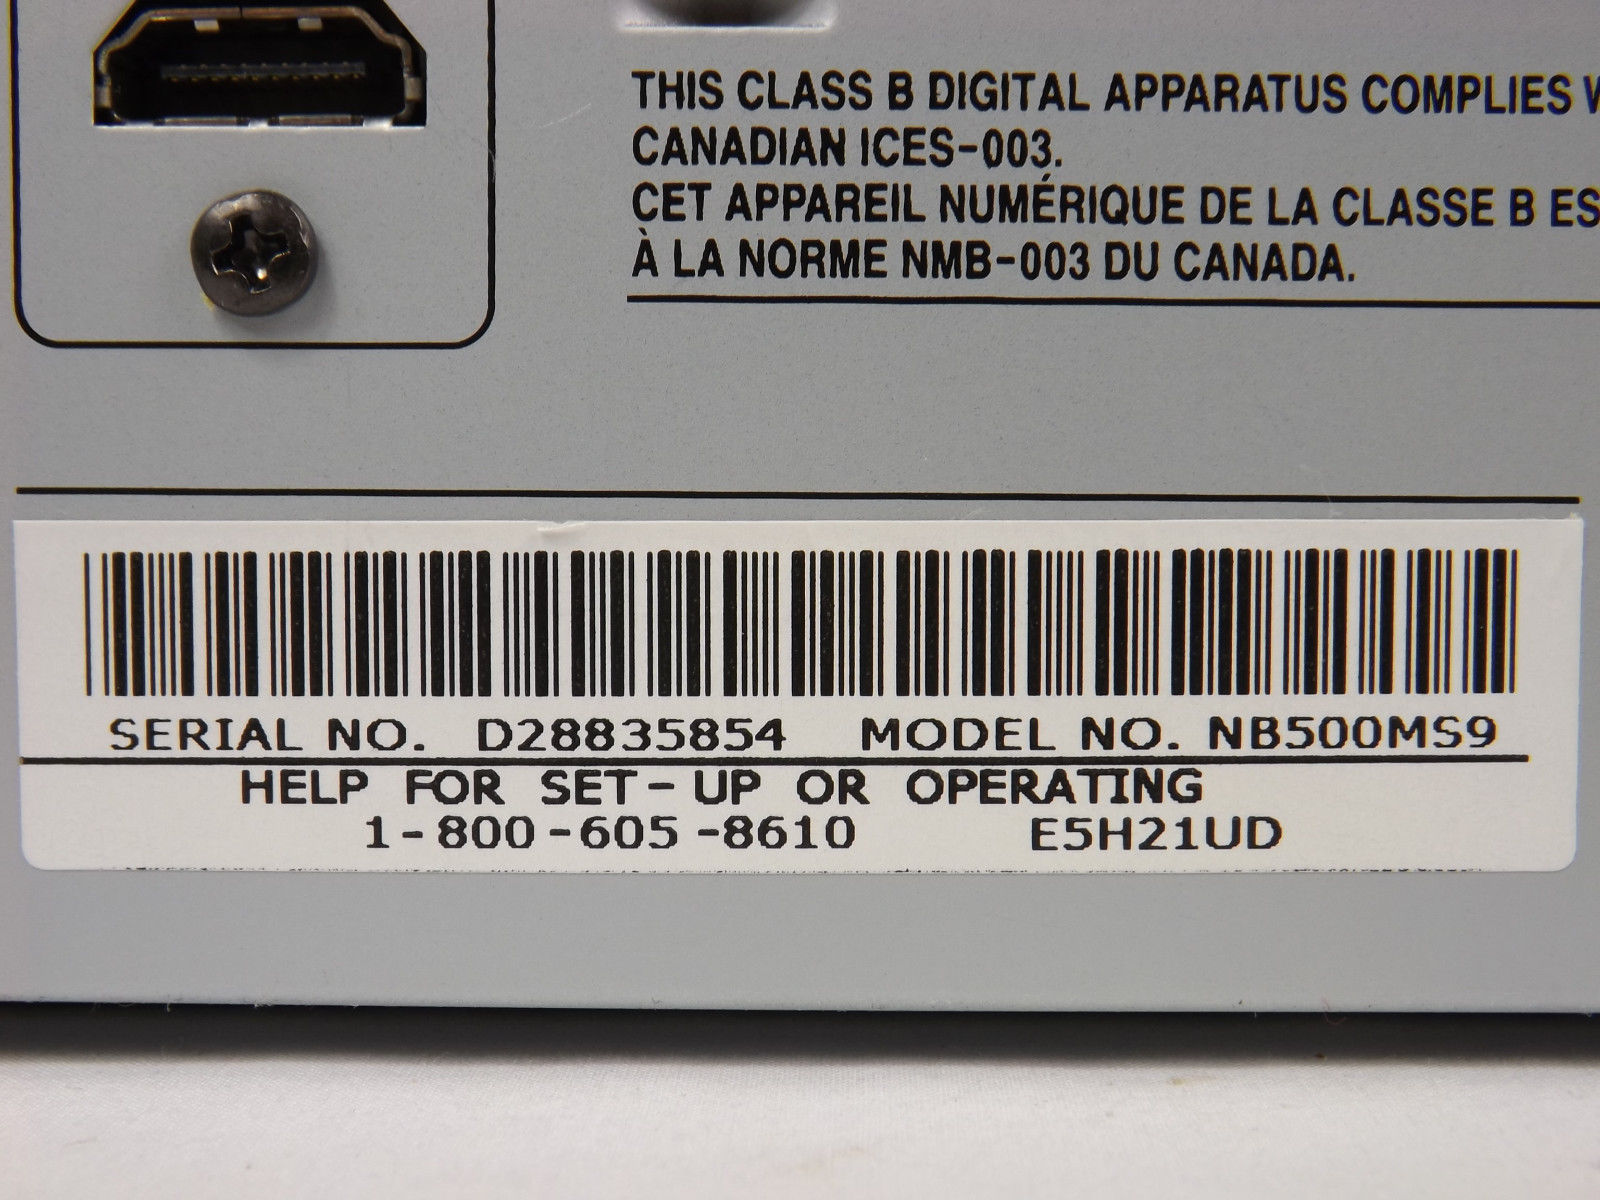 THIS CLASS B DIGITAL APPARATUS COMPLIES
CANADIAN ICES-003.
CET APPAREIL NUMÉRIQUE DE LA CLASSE B
À LA NORME NMB-003 DU CANADA.
SERIAL NO. D28835854 MODEL NO. NB500MS9
HELP FOR SET-UP OR OPERATING
1-800-605-8610 E5H21UD